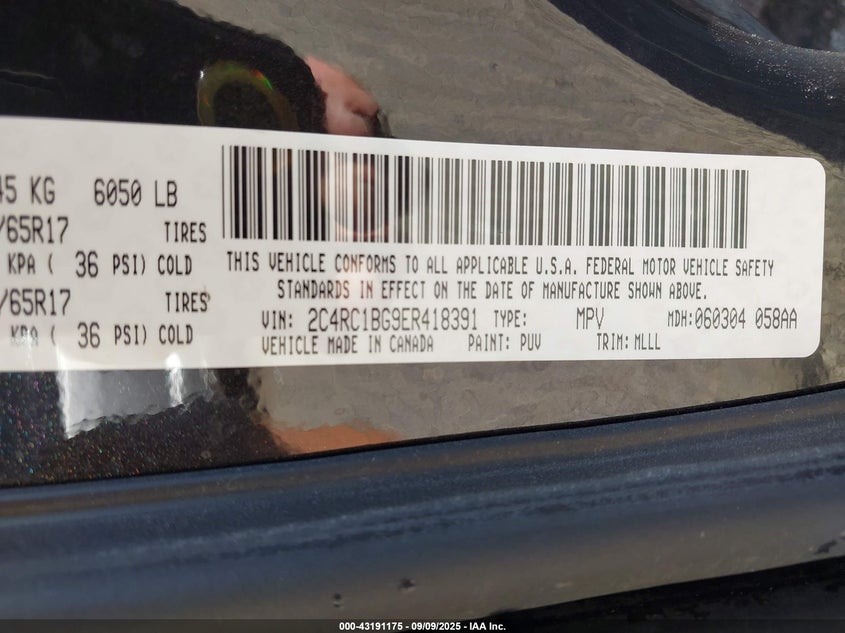 45 KG 6050 LB
/65R17 TIRES
KPA ( 36 PSI) COLD
/65R17 TIRES
KPA ( 36 PSI) COLD
THIS VEHICLE CONFORMS TO ALL APPLICABLE U.S.A. FEDERAL MOTOR VEHICLE SAFETY
STANDARDS IN EFFECT ON THE DATE OF MANUFACTURE SHOWN ABOVE.
VIN: 2C4RC1BG9ER418391 TYPE: MPV MDH:060304 058AA
VEHICLE MADE IN CANADA PAINT: PUV TRIM: MLLL
000-43191175 - 09/09/2025 - IAA Inc.